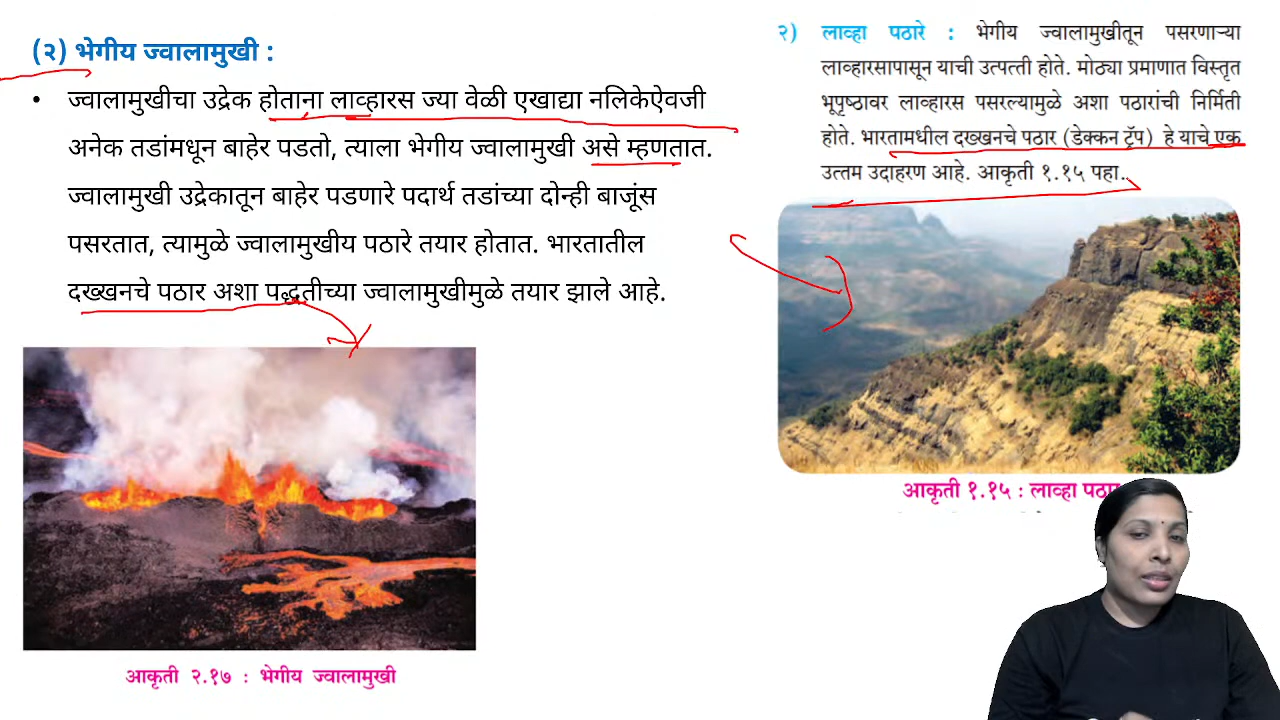 (२) भेगीय ज्वालामुखी :
• ज्वालामुखीचा उद्रेक होताना लाव्हारस ज्या वेळी एखाद्या नलिकेऐवजी
अनेक तडांमधून बाहेर पडतो, त्याला भेगीय ज्वालामुखी असे म्हणतात.
ज्वालामुखी उद्रेकातून बाहेर पडणारे पदार्थ तडांच्या दोन्ही बाजूंस
पसरतात, त्यामुळे ज्वालामुखीय पठारे तयार होतात. भारतातील
दख्खनचे पठार अशा पद्धतीच्या ज्वालामुखीमुळे तयार झाले आहे.
आकृती २.१७ : भेगीय ज्वालामुखी
२) लाव्हा पठारे : भेगीय ज्वालामुखीतून पसरणाऱ्या
लाव्हारसापासून याची उत्पत्ती होते. मोठ्या प्रमाणात विस्तृत
भूपृष्ठावर लाव्हारस पसरल्यामुळे अशा पठारांची निर्मिती
होते. भारतामधील दख्खनचे पठार (डेक्कन ट्रॅप) हे याचे एक
उत्तम उदाहरण आहे. आकृती १.१५ पहा.
आकृती १.१५ : लाव्हा पठार